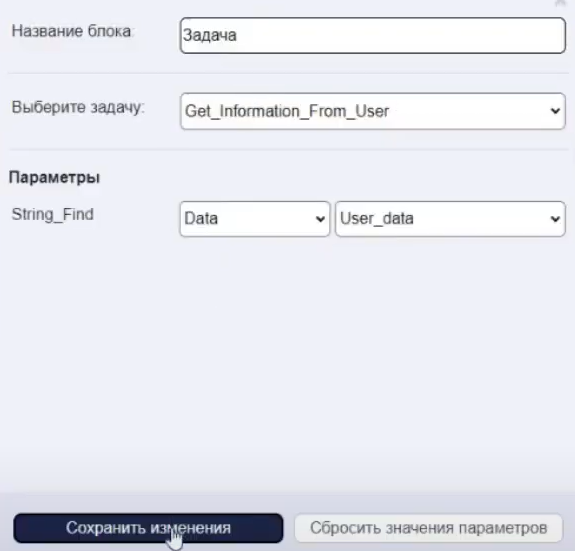 Название блока: Задача
Выберите задачу: Get_Information_From_User
Параметры
String_Find Data User_data
Сохранить изменения Сбросить значения параметров